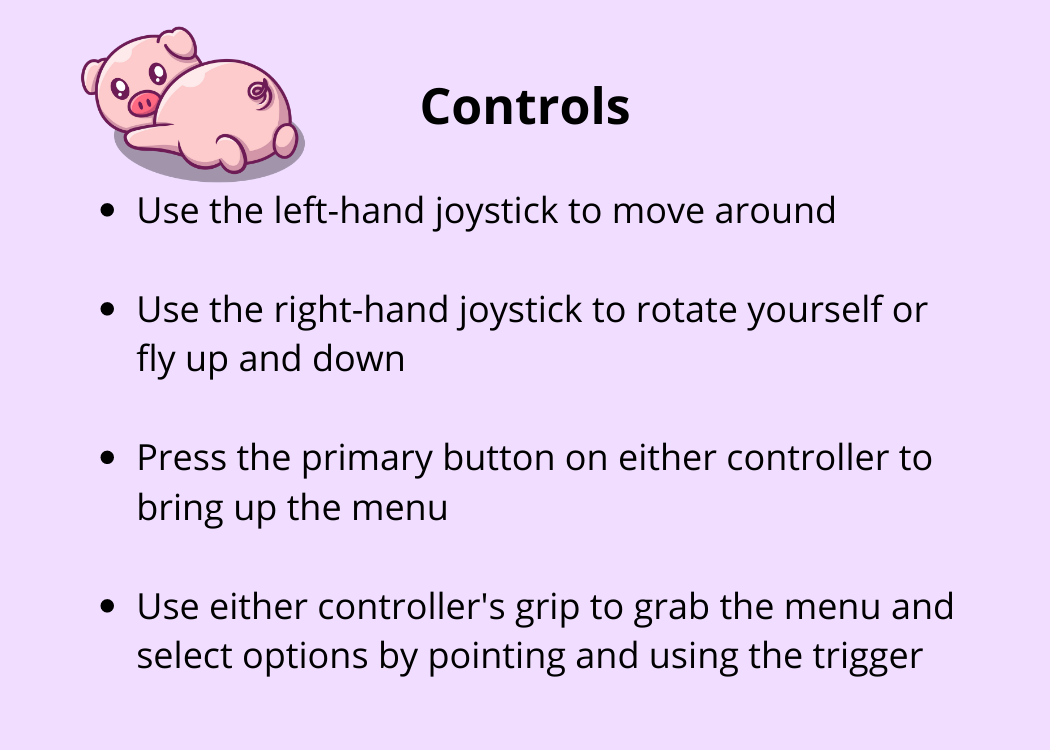 Controls
• Use the left-hand joystick to move around
• Use the right-hand joystick to rotate yourself or
fly up and down
• Press the primary button on either controller to
bring up the menu
• Use either controller's grip to grab the menu and
select options by pointing and using the trigger